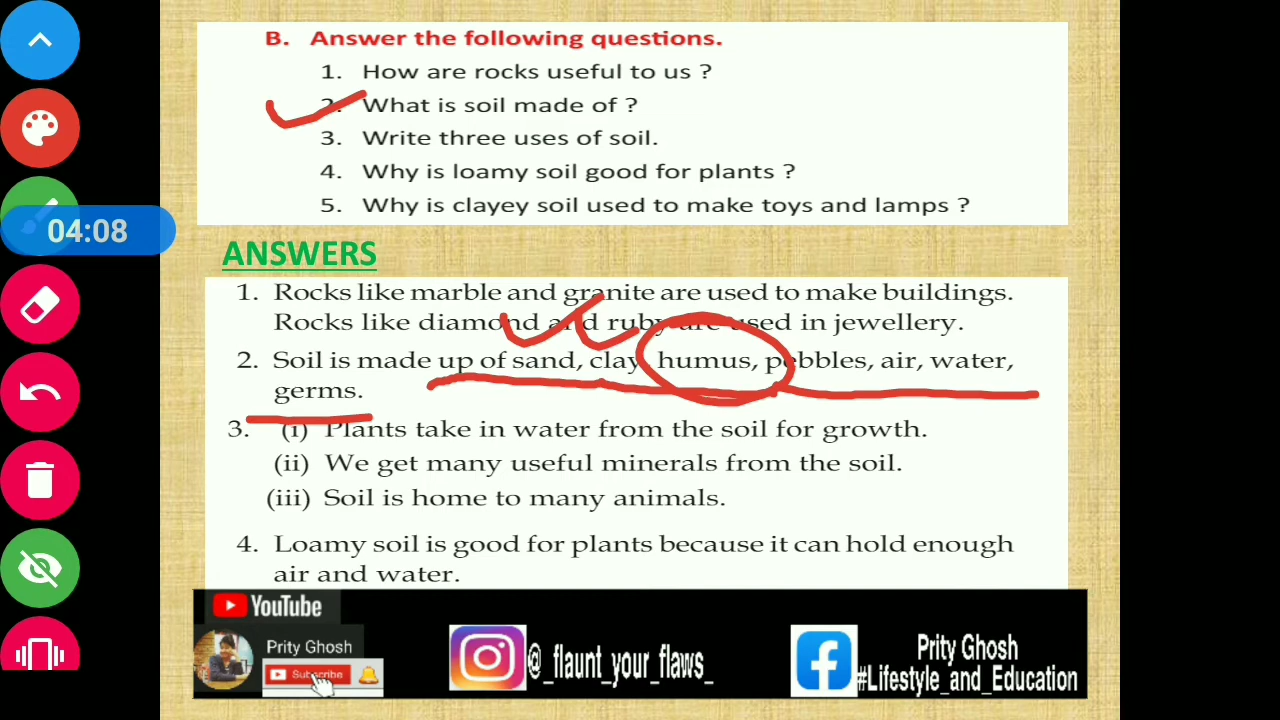 B. Answer the following questions.
1. How are rocks useful to us ?
2. What is soil made of ?
3. Write three uses of soil.
4. Why is loamy soil good for plants ?
5. Why is clayey soil used to make toys and lamps ?
04:08
ANSWERS
1. Rocks like marble and granite are used to make buildings.
Rocks like diamond and ruby are used in jewellery.
2. Soil is made up of sand, clay, humus, pebbles, air, water,
germs.
3. (i) Plants take in water from the soil for growth.
(ii) We get many useful minerals from the soil.
(iii) Soil is home to many animals.
4. Loamy soil is good for plants because it can hold enough
air and water.
YouTube
Prity Ghosh
Subscribe
@_flaunt_your_flaws_
Prity Ghosh
#Lifestyle_and_Education